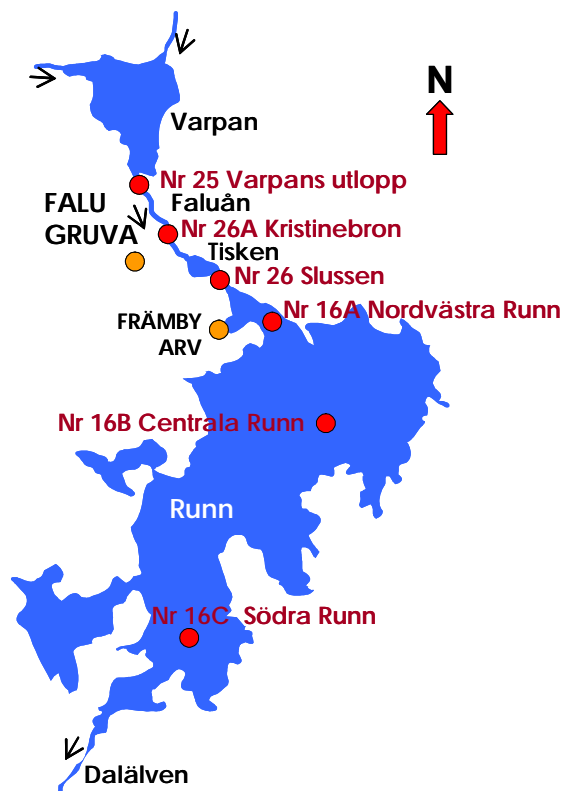 N
Varpan
Nr 25 Varpans utlopp
FALU
GRUVA
Faluån
Nr 26A Kristinebron
Tisken
Nr 26 Slussen
Nr 16A Nordvästra Runn
FRÄMBY
ARV
Nr 16B Centrala Runn
Runn
Nr 16C Södra Runn
Dalälven